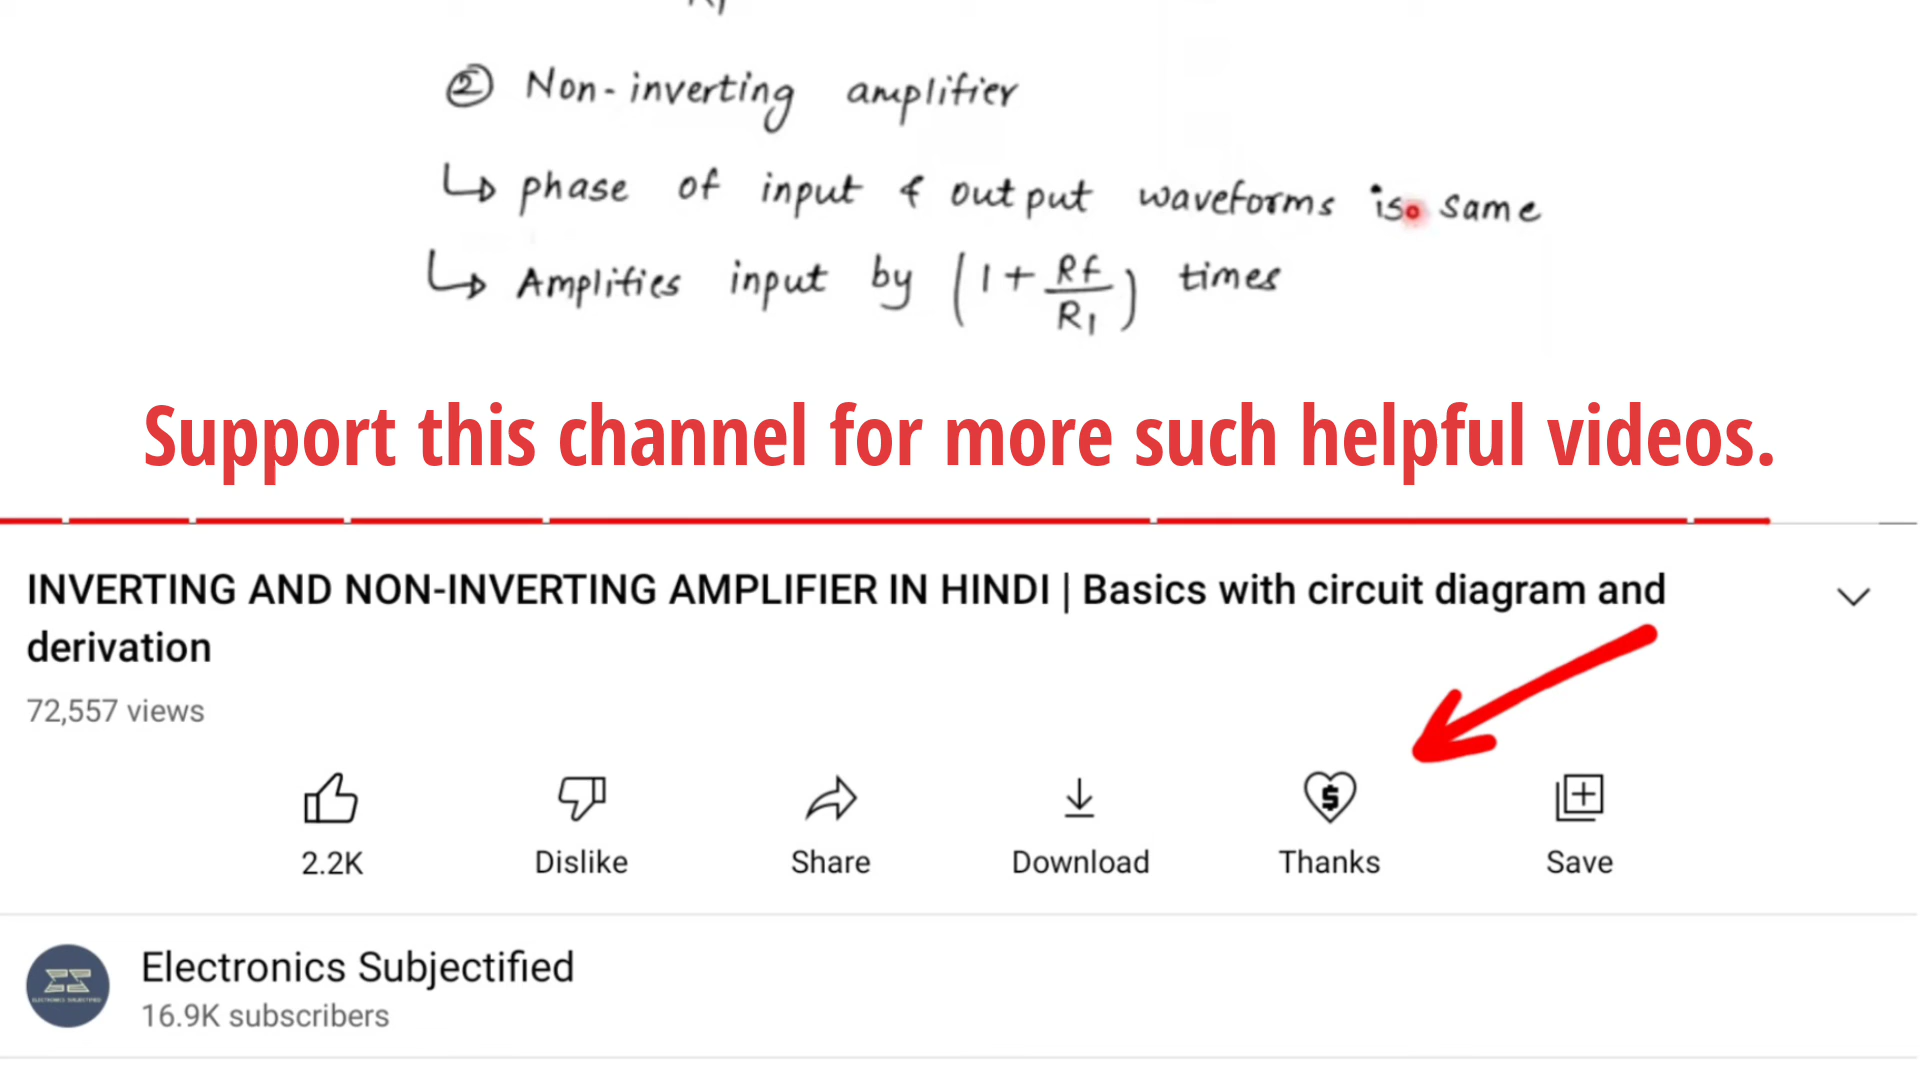 ② Non-inverting amplifier
↳ phase of input & output waveforms is same
↳ Amplifies input by (1 + Rf/R1) times
Support this channel for more such helpful videos.
INVERTING AND NON-INVERTING AMPLIFIER IN HINDI | Basics with circuit diagram and
derivation
72,557 views
2.2K Dislike Share Download Thanks Save
Electronics Subjectified
16.9K subscribers